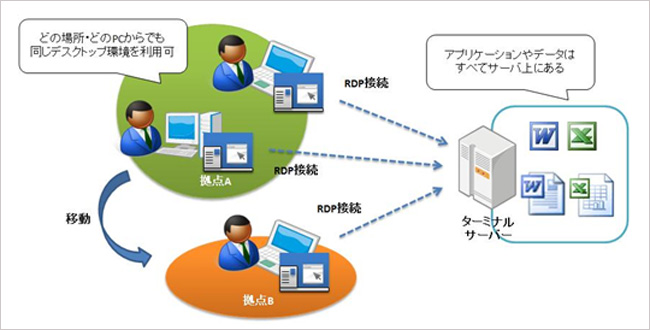 どの場所・どのPCからでも
同じデスクトップ環境を利用可
アプリケーションやデータは
すべてサーバ上にある
RDP接続
RDP接続
拠点A
移動
RDP接続
ターミナル
サーバー
拠点B